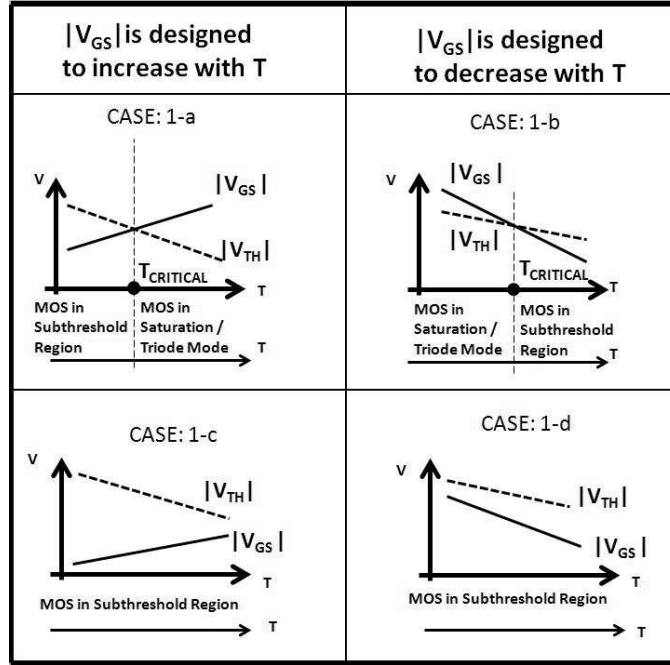 |VGS| is designed
to increase with T
|VGS| is designed
to decrease with T
CASE: 1-a
V
|VGS|
|VTH|
TCRITICAL
T
MOS in
Subthreshold
Region
MOS in
Saturation /
Triode Mode
T
CASE: 1-b
V
|VGS|
|VTH|
TCRITICAL
T
MOS in
Saturation /
Triode Mode
MOS in
Subthreshold
Region
T
CASE: 1-c
V
|VTH|
|VGS|
T
MOS in Subthreshold Region
T
CASE: 1-d
V
|VTH|
|VGS|
T
MOS in Subthreshold Region
T